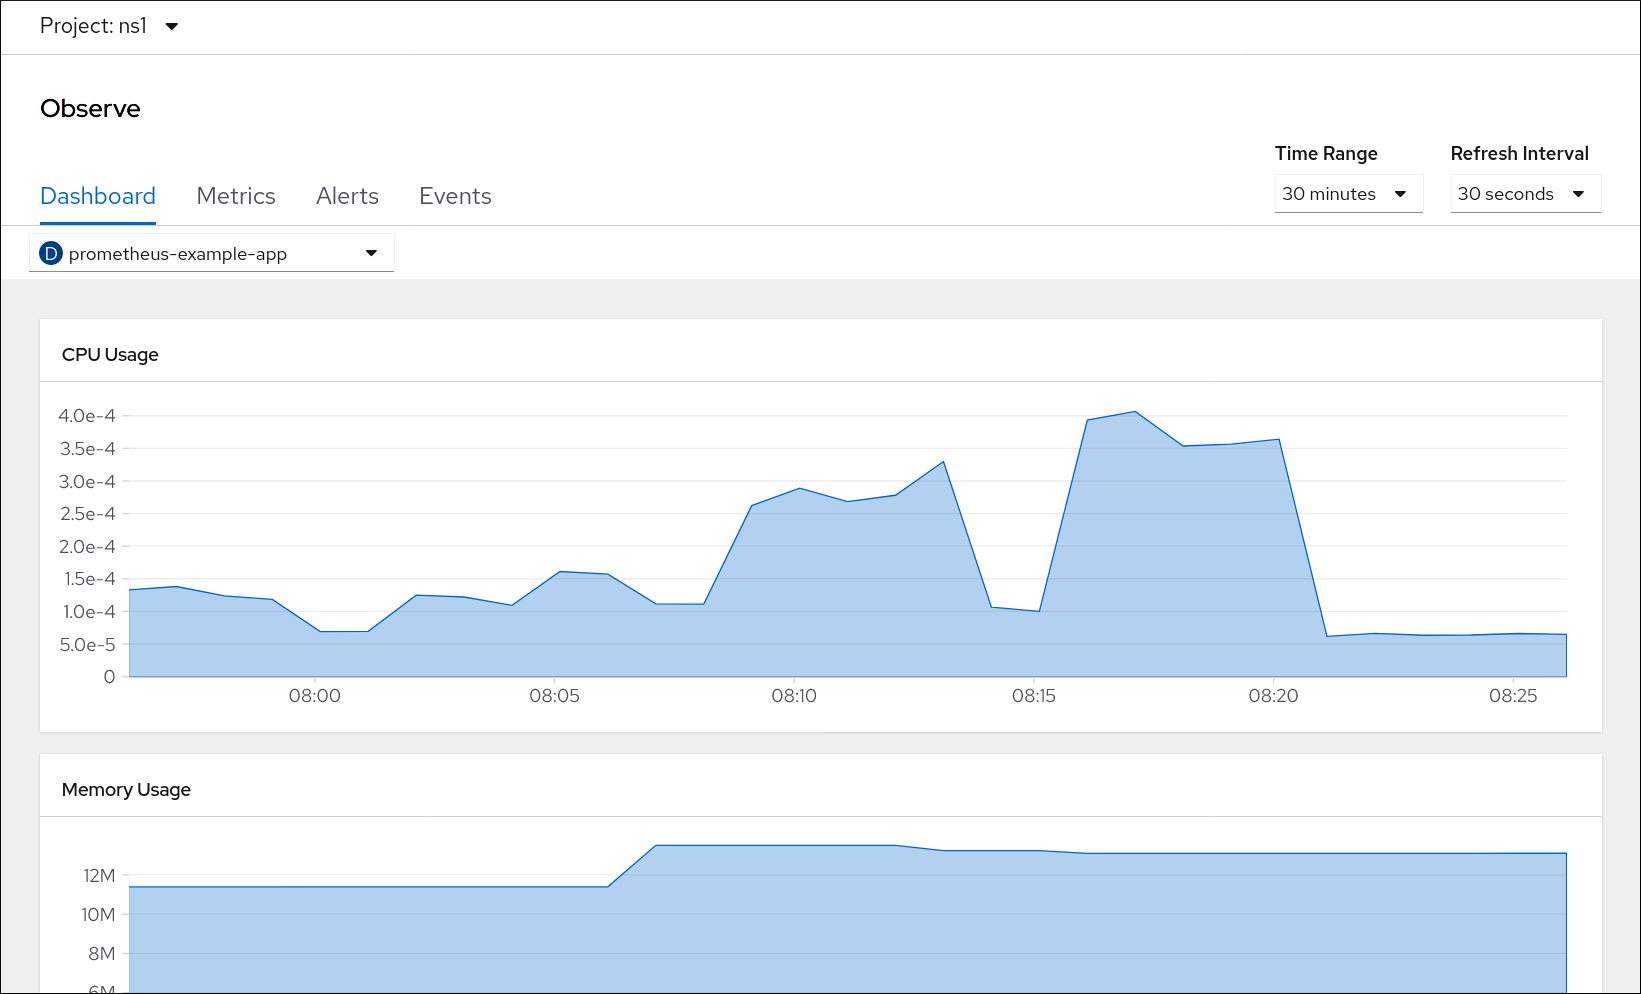 Project: ns1
Observe
Time Range Refresh Interval
Dashboard Metrics Alerts Events 30 minutes 30 seconds
D prometheus-example-app
CPU Usage
4.0e-4
3.5e-4
3.0e-4
2.5e-4
2.0e-4
1.5e-4
1.0e-4
5.0e-5
0
08:00 08:05 08:10 08:15 08:20 08:25
Memory Usage
12M
10M
8M
6M